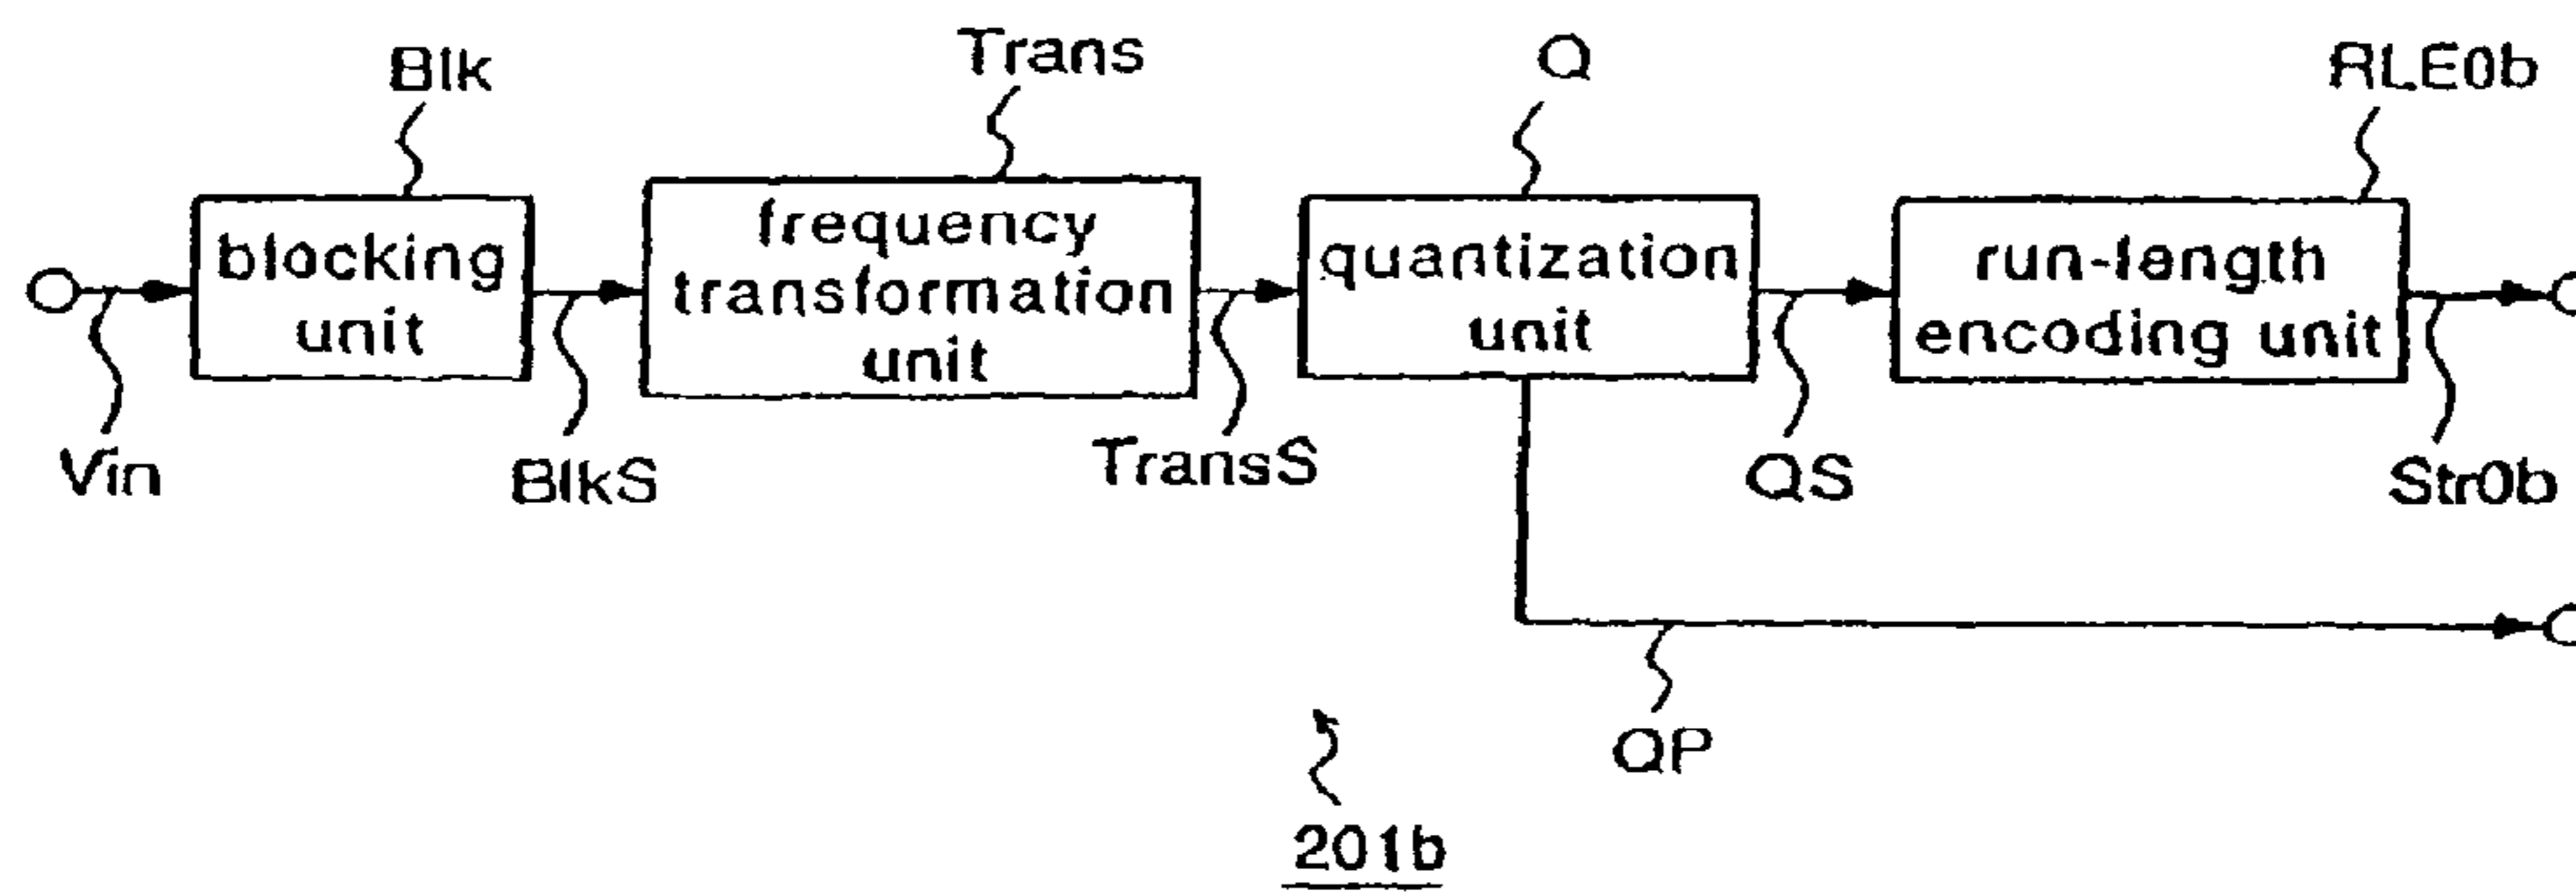 Blk
Trans
Q
RLE0b
blocking
unit
frequency
transformation
unit
quantization
unit
run-length
encoding unit
Vin
BlkS
TransS
QS
Str0b
QP
201b